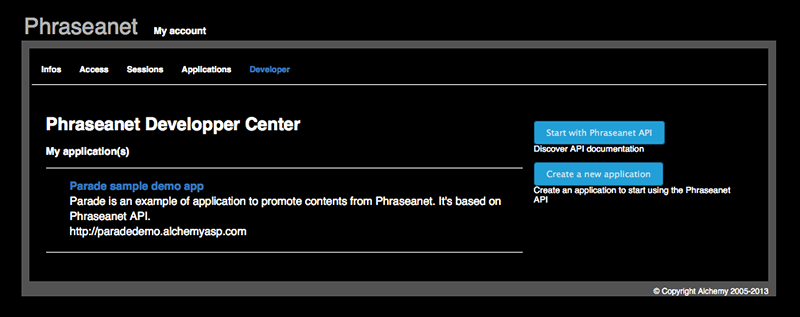 Phraseanet My account
Infos Access Sessions Applications Developer
Phraseanet Developper Center
My application(s)
Parade sample demo app
Parade is an example of application to promote contents from Phraseanet. It's based on
Phraseanet API.
http://paradedemo.alchemyasp.com
Start with Phraseanet API
Discover API documentation
Create a new application
Create an application to start using the Phraseanet
API
© Copyright Alchemy 2005-2013